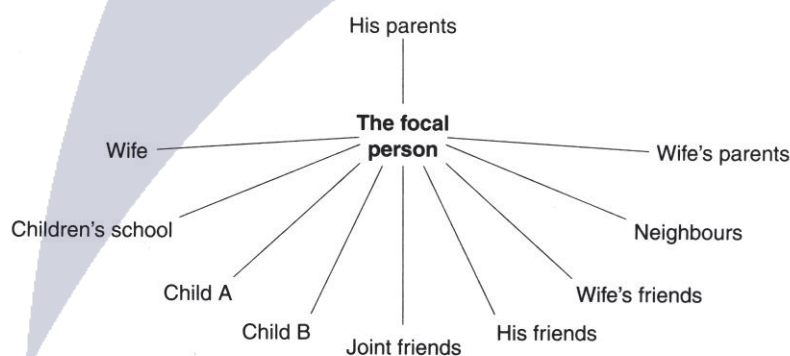 His parents
The focal
person
Wife
Wife's parents
Children's school
Neighbours
Child A
Wife's friends
Child B
His friends
Joint friends